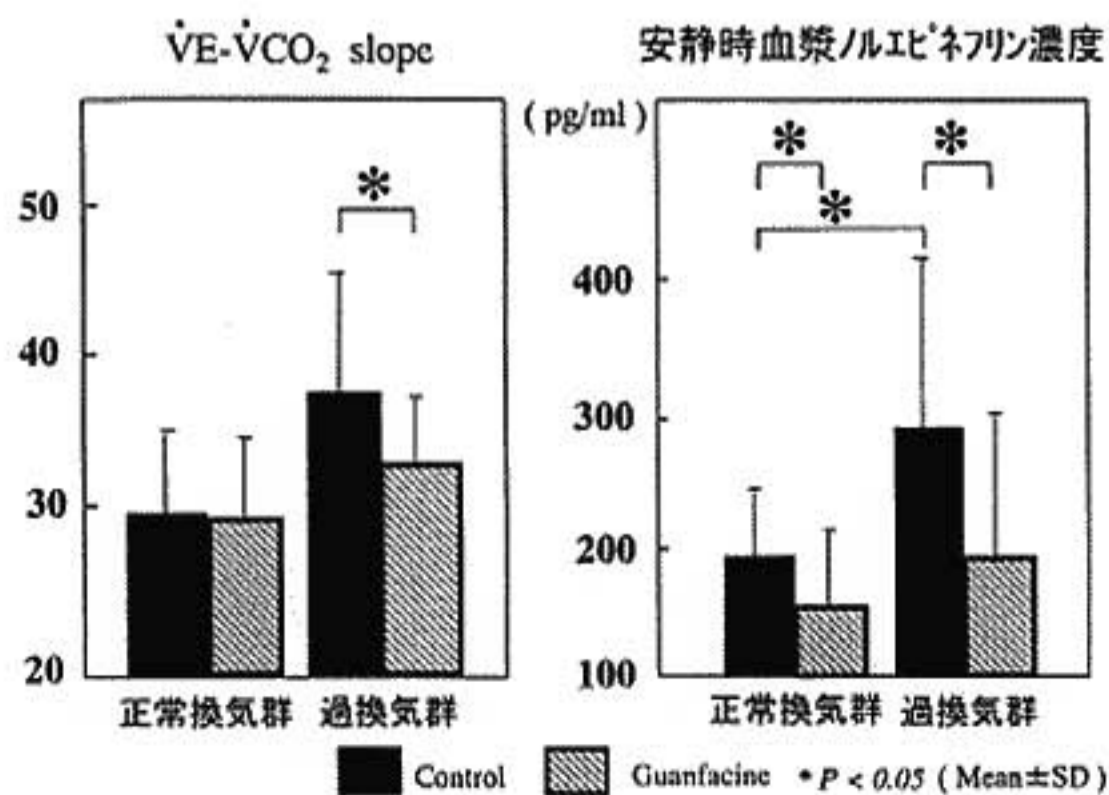 V̇E-V̇CO₂ slope
50
40
30
20
正常換気群 過換気群
安静時血漿ノルエピネフリン濃度
(pg/ml)
400
300
200
100
正常換気群 過換気群
*
*
*
*
Control Guanfacine *P < 0.05 (Mean±SD)